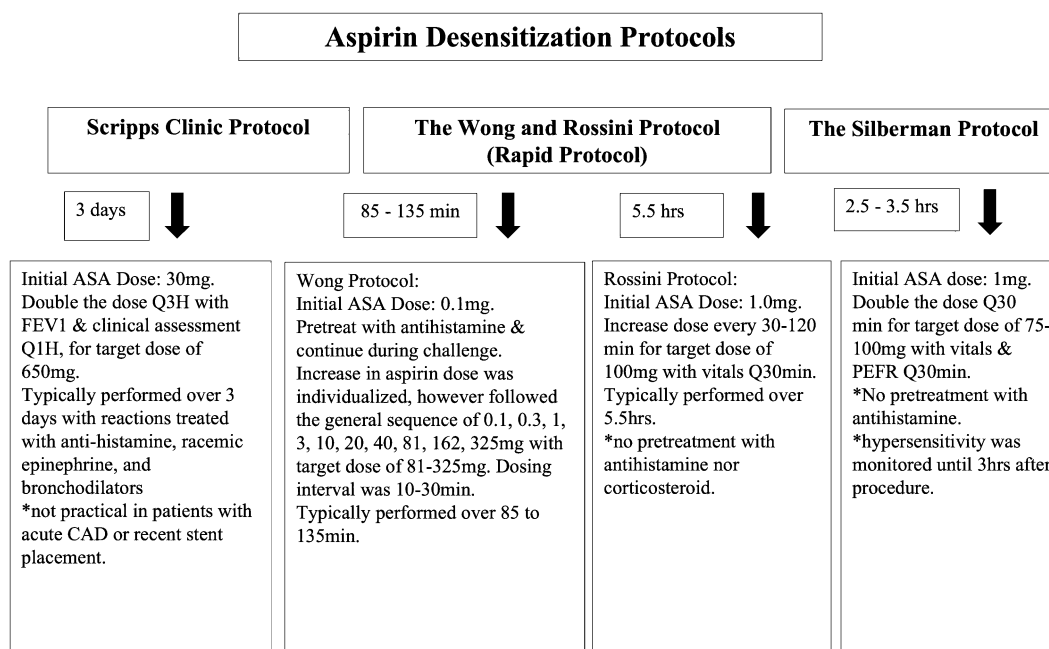 Aspirin Desensitization Protocols
Scripps Clinic Protocol
The Wong and Rossini Protocol
(Rapid Protocol)
The Silberman Protocol
3 days
85 - 135 min
5.5 hrs
2.5 - 3.5 hrs
Initial ASA Dose: 30mg.
Double the dose Q3H with
FEV1 & clinical assessment
Q1H, for target dose of
650mg.
Typically performed over 3
days with reactions treated
with anti-histamine, racemic
epinephrine, and
bronchodilators
*not practical in patients with
acute CAD or recent stent
placement.
Wong Protocol:
Initial ASA Dose: 0.1mg.
Pretreat with antihistamine &
continue during challenge.
Increase in aspirin dose was
individualized, however followed
the general sequence of 0.1, 0.3, 1,
3, 10, 20, 40, 81, 162, 325mg with
target dose of 81-325mg. Dosing
interval was 10-30min.
Typically performed over 85 to
135min.
Rossini Protocol:
Initial ASA Dose: 1.0mg.
Increase dose every 30-120
min for target dose of
100mg with vitals Q30min.
Typically performed over
5.5hrs.
*no pretreatment with
antihistamine nor
corticosteroid.
Initial ASA dose: 1mg.
Double the dose Q30
min for target dose of 75-
100mg with vitals &
PEFR Q30min.
*No pretreatment with
antihistamine.
*hypersensitivity was
monitored until 3hrs after
procedure.